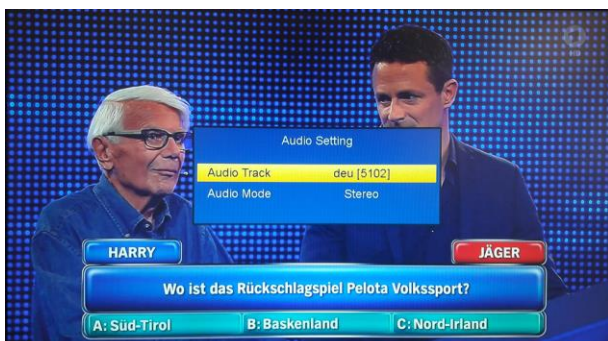 Audio Setting
Audio Track deu [5102]
Audio Mode Stereo
HARRY JÄGER
Wo ist das Rückschlagspiel Pelota Volkssport?
A: Süd-Tirol B: Baskenland C: Nord-Irland